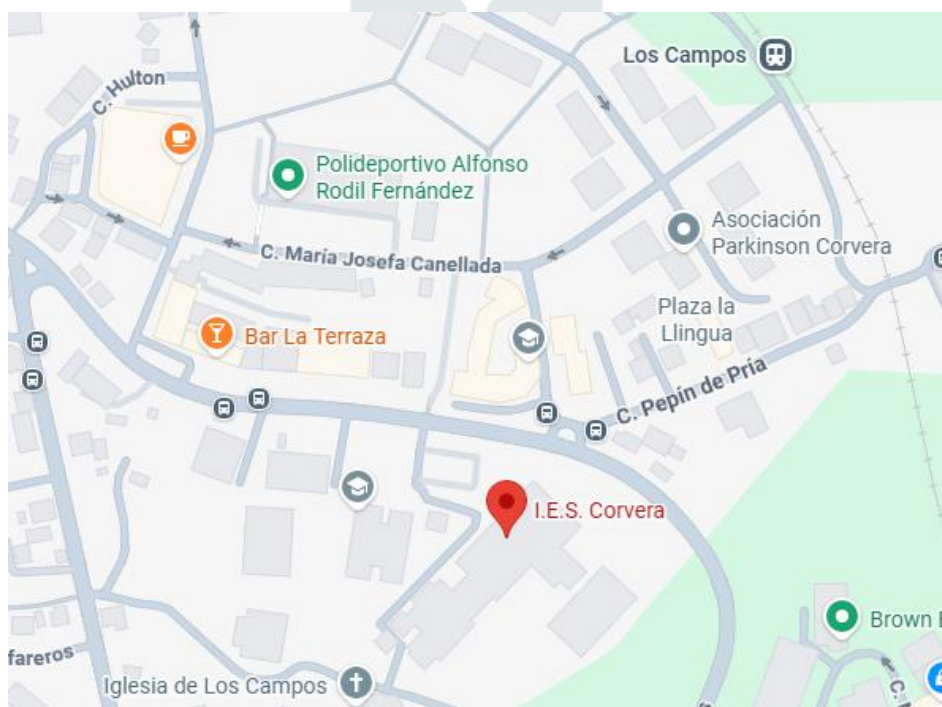 Los Campos
C. Hulton
Polideportivo Alfonso
Rodil Fernández
Asociación
Parkinson Corvera
C. María Josefa Canellada
Plaza la
Llingua
Bar La Terraza
C. Pepín de Pría
I.E.S. Corvera
Brown
fareros
Iglesia de Los Campos